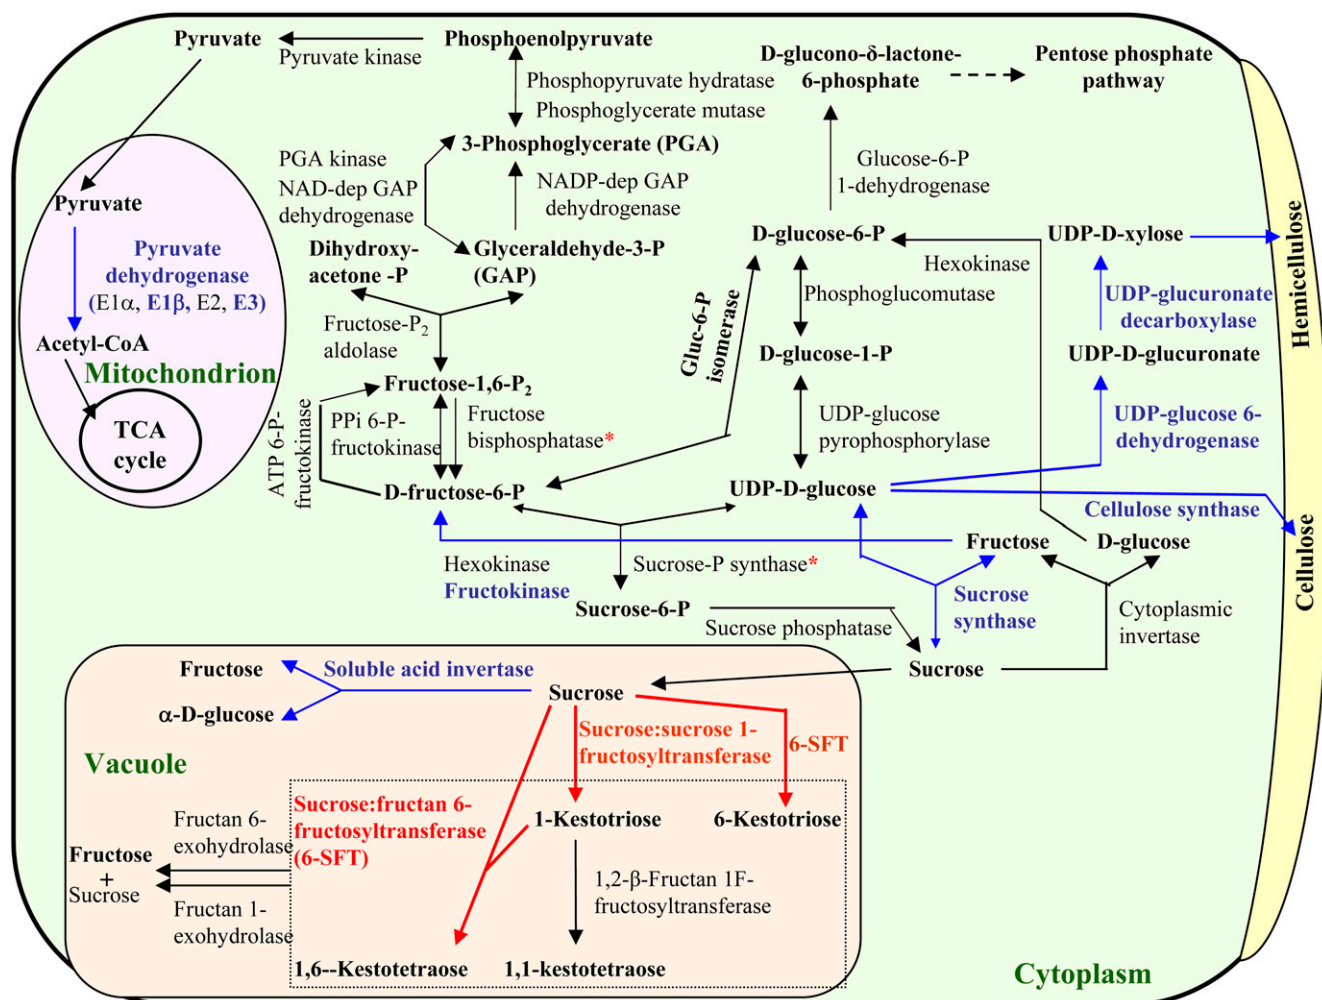 Pyruvate
Pyruvate kinase
Phosphoenolpyruvate
D-glucono-δ-lactone-
6-phosphate
Pentose phosphate
pathway
Phosphopyruvate hydratase
Phosphoglycerate mutase
3-Phosphoglycerate (PGA)
PGA kinase
NAD-dep GAP
dehydrogenase
NADP-dep GAP
dehydrogenase
Glucose-6-P
1-dehydrogenase
Pyruvate
Pyruvate
dehydrogenase
(E1α, E1β, E2, E3)
Acetyl-CoA
Mitochondrion
TCA
cycle
Dihydroxy-
acetone -P
Glyceraldehyde-3-P
(GAP)
D-glucose-6-P
Hexokinase
UDP-D-xylose
Hemicellulose
Fructose-P2
aldolase
Gluc-6-P
isomerase
Phosphoglucomutase
UDP-glucuronate
decarboxylase
D-glucose-1-P
UDP-D-glucuronate
Fructose-1,6-P2
ATP 6-P-
fructokinase
PPi 6-P-
fructokinase
Fructose
bisphosphatase*
UDP-glucose
pyrophosphorylase
UDP-glucose 6-
dehydrogenase
D-fructose-6-P
UDP-D-glucose
Cellulose synthase
Cellulose
Fructose
D-glucose
Hexokinase
Fructokinase
Sucrose-P synthase*
Sucrose-6-P
Sucrose phosphatase
Sucrose
synthase
Cytoplasmic
invertase
Sucrose
Fructose
Soluble acid invertase
α-D-glucose
Sucrose
Vacuole
Sucrose:sucrose 1-
fructosyltransferase
6-SFT
Sucrose:fructan 6-
fructosyltransferase
(6-SFT)
1-Kestotriose
6-Kestotriose
Fructan 6-
exohydrolase
Fructose
+
Sucrose
Fructan 1-
exohydrolase
1,2-β-Fructan 1F-
fructosyltransferase
1,6--Kestotetraose
1,1-kestotetraose
Cytoplasm